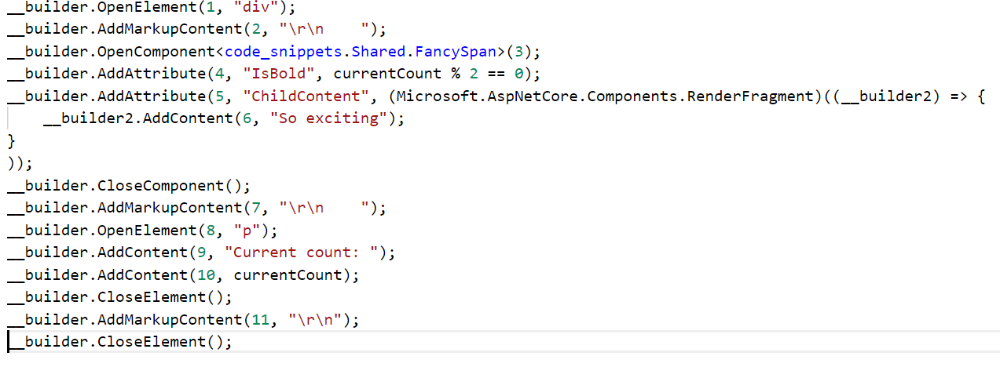 __builder.OpenElement(1, "div");
__builder.AddMarkupContent(2, "\r\n    ");
__builder.OpenComponent<code_snippets.Shared.FancySpan>(3);
__builder.AddAttribute(4, "IsBold", currentCount % 2 == 0);
__builder.AddAttribute(5, "ChildContent", (Microsoft.AspNetCore.Components.RenderFragment)((__builder2) => {
    __builder2.AddContent(6, "So exciting");
}
));
__builder.CloseComponent();
__builder.AddMarkupContent(7, "\r\n    ");
__builder.OpenElement(8, "p");
__builder.AddContent(9, "Current count: ");
__builder.AddContent(10, currentCount);
__builder.CloseElement();
__builder.AddMarkupContent(11, "\r\n");
__builder.CloseElement();